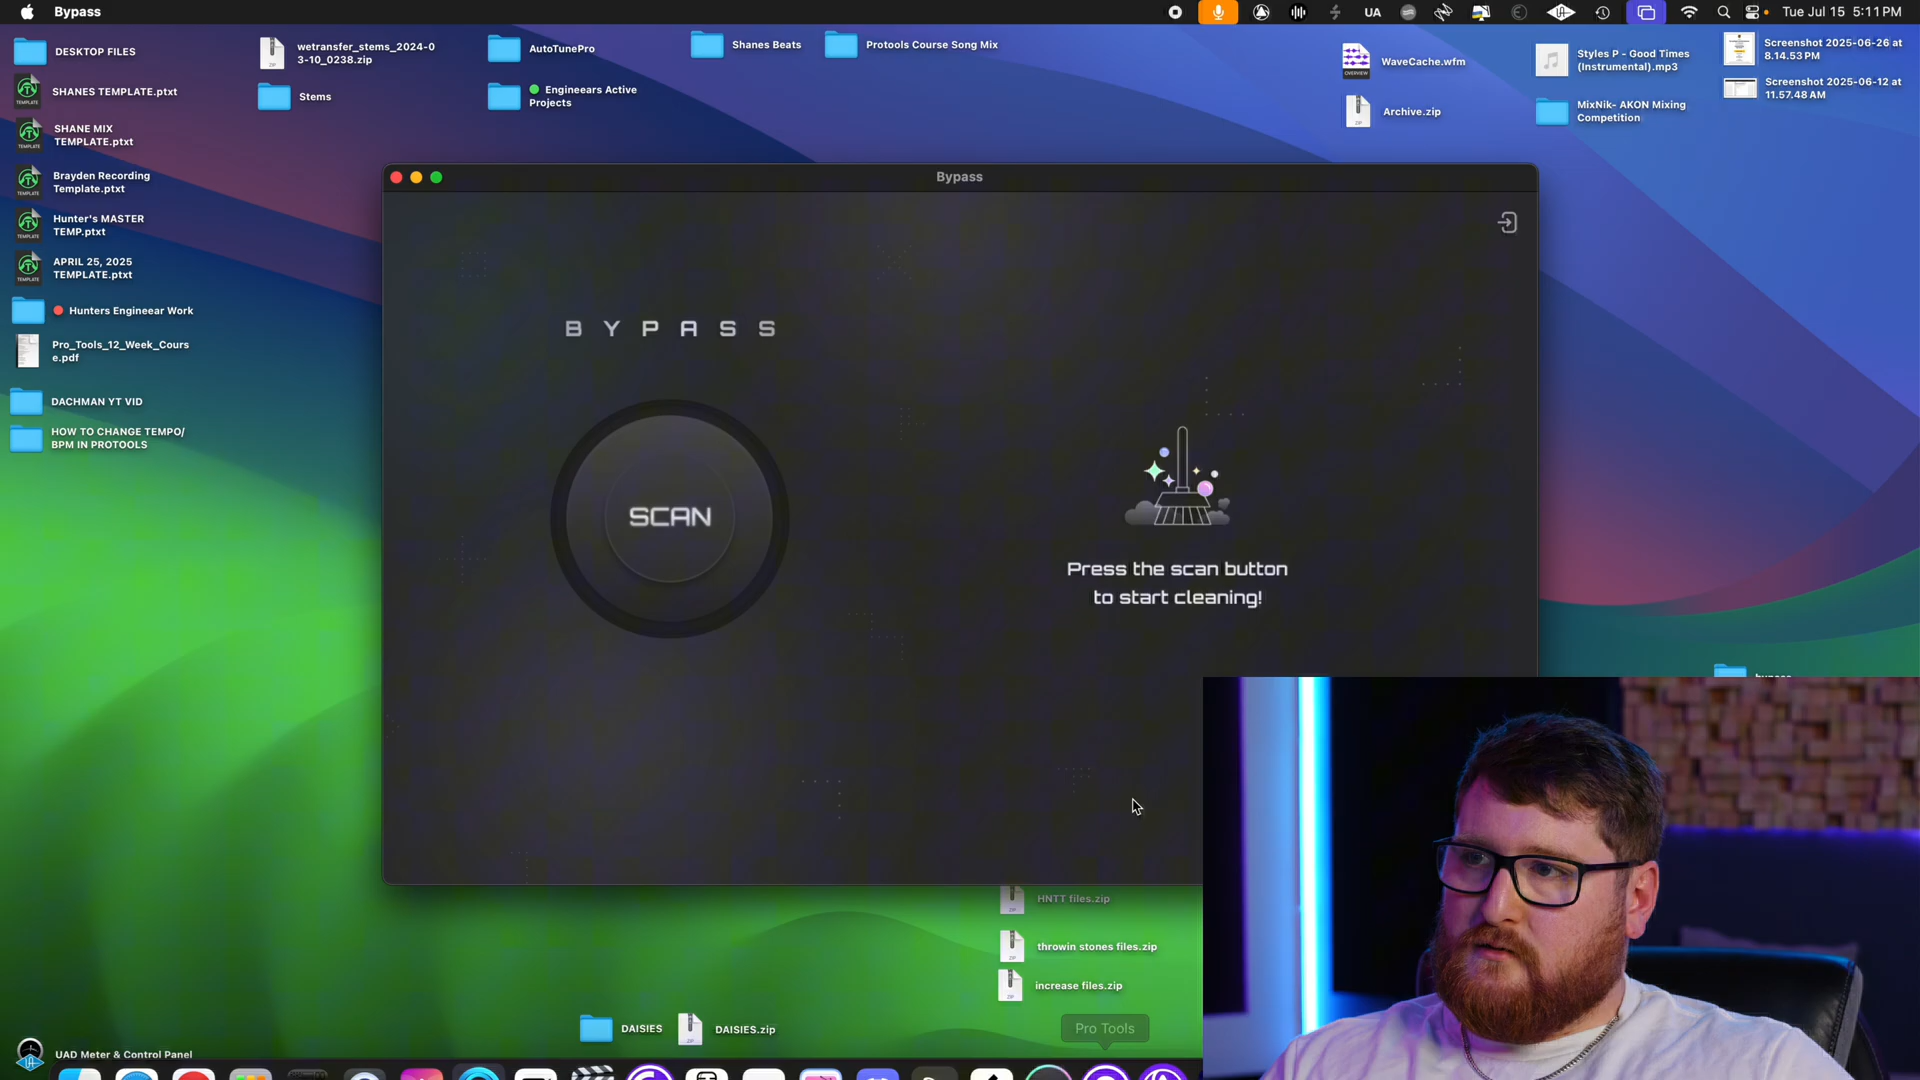 Bypass
UA
Tue Jul 15 5:11 PM
DESKTOP FILES
wetransfer_stems_2024-0
3-10_0238.zip
AutoTunePro
Shanes Beats
Protools Course Song Mix
WaveCache.wfm
Styles P - Good Times
(Instrumental).mp3
Screenshot 2025-06-26 at
8.14.53 PM
SHANES TEMPLATE.ptxt
Stems
Engineears Active
Projects
Archive.zip
MixNik- AKON Mixing
Competition
Screenshot 2025-06-12 at
11.57.48 AM
SHANE MIX
TEMPLATE.ptxt
Brayden Recording
Template.ptxt
Hunter's MASTER
TEMP.ptxt
APRIL 25, 2025
TEMPLATE.ptxt
Hunters Engineear Work
Pro_Tools_12_Week_Cours
e.pdf
DACHMAN YT VID
HOW TO CHANGE TEMPO/
BPM IN PROTOOLS
Bypass
BYPASS
SCAN
Press the scan button
to start cleaning!
HNTT files.zip
throwin stones files.zip
increase files.zip
DAISIES
DAISIES.zip
Pro Tools
UAD Meter & Control Panel